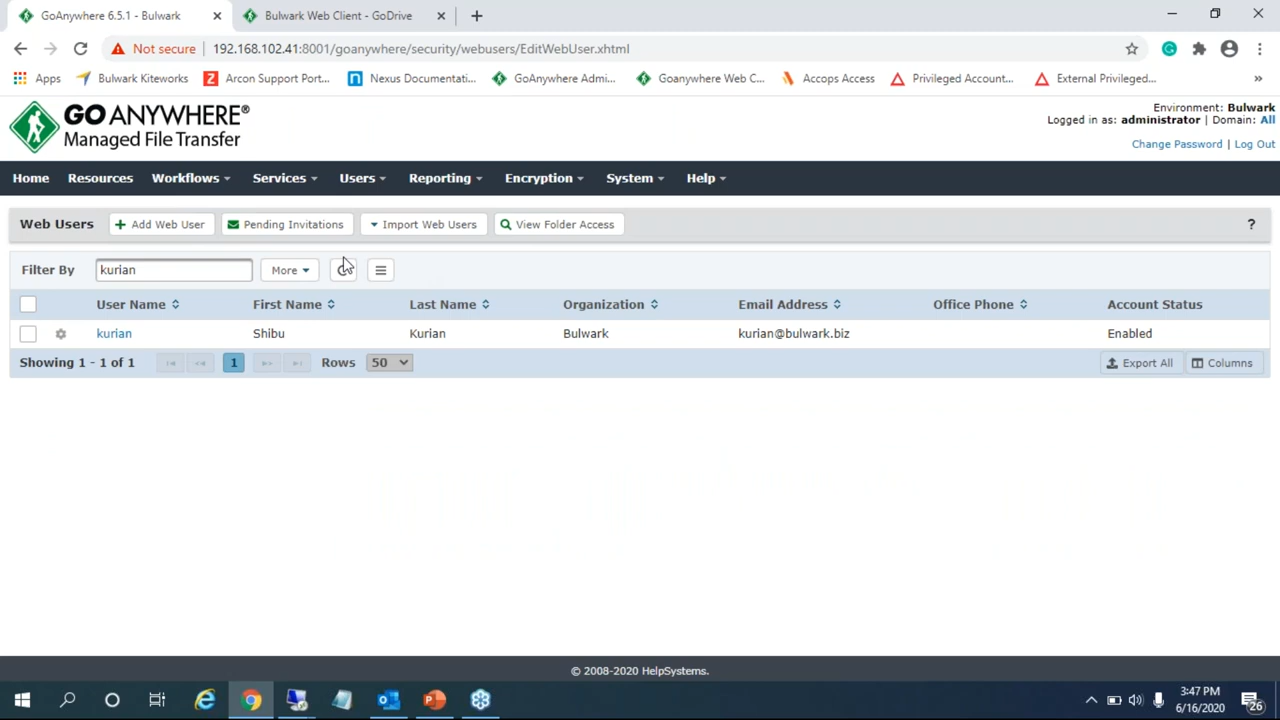 GoAnywhere 6.5.1 - Bulwark
Bulwark Web Client - GoDrive
Not secure 192.168.102.41:8001/goanywhere/security/webusers/EditWebUser.xhtml
Apps Bulwark Kiteworks Arcon Support Port... Nexus Documentati... GoAnywhere Admi... Goanywhere Web C... Accops Access Privileged Account... External Privileged... »
GO ANYWHERE®
Managed File Transfer
Environment: Bulwark
Logged in as: administrator | Domain: All
Change Password | Log Out
Home Resources Workflows Services Users Reporting Encryption System Help
Web Users Add Web User Pending Invitations Import Web Users View Folder Access ?
Filter By kurian More
User Name First Name Last Name Organization Email Address Office Phone Account Status
kurian Shibu Kurian Bulwark kurian@bulwark.biz Enabled
Showing 1 - 1 of 1 1 Rows 50 Export All Columns
© 2008-2020 HelpSystems.
3:47 PM
6/16/2020
26